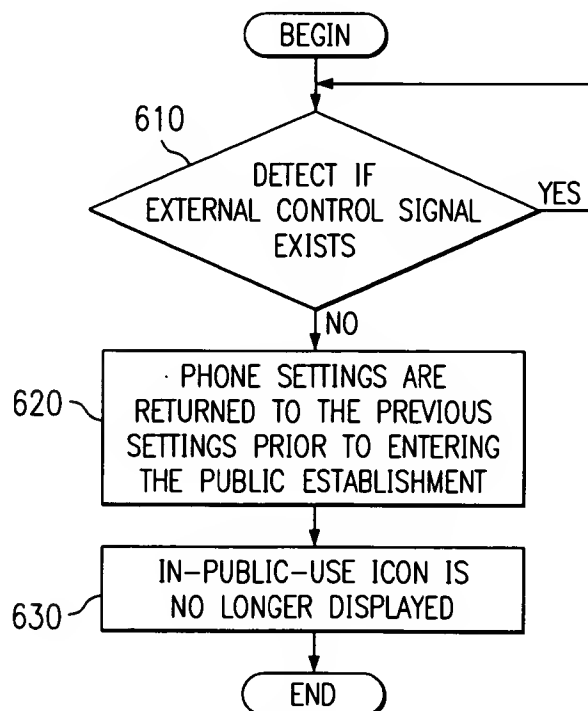 BEGIN
610
DETECT IF
EXTERNAL CONTROL SIGNAL
EXISTS
YES
NO
620
PHONE SETTINGS ARE
RETURNED TO THE PREVIOUS
SETTINGS PRIOR TO ENTERING
THE PUBLIC ESTABLISHMENT
630
IN-PUBLIC-USE ICON IS
NO LONGER DISPLAYED
END